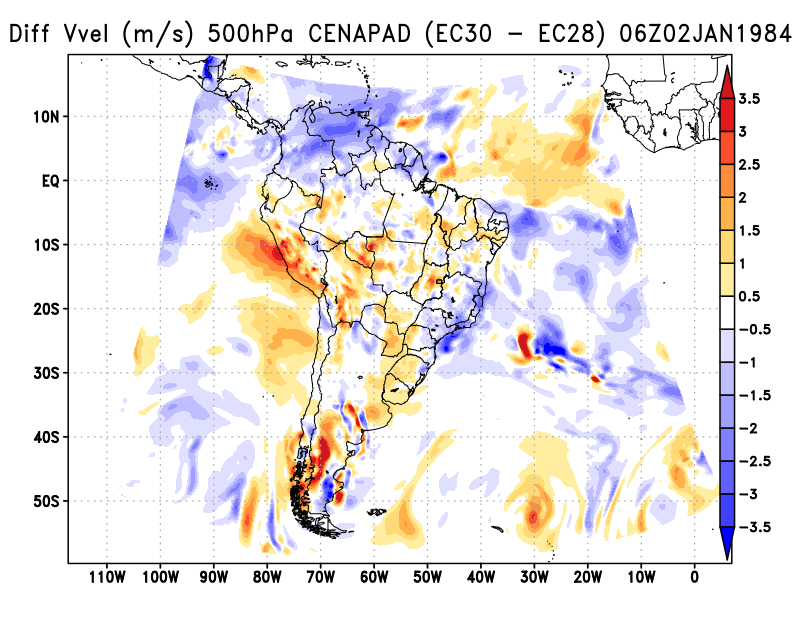 Diff Vvel (m/s) 500hPa CENAPAD (EC30 − EC28) 06Z02JAN1984
10N
EQ
10S
20S
30S
40S
50S
110W 100W 90W 80W 70W 60W 50W 40W 30W 20W 10W 0
3.5
3
2.5
2
1.5
1
0.5
−0.5
−1
−1.5
−2
−2.5
−3
−3.5